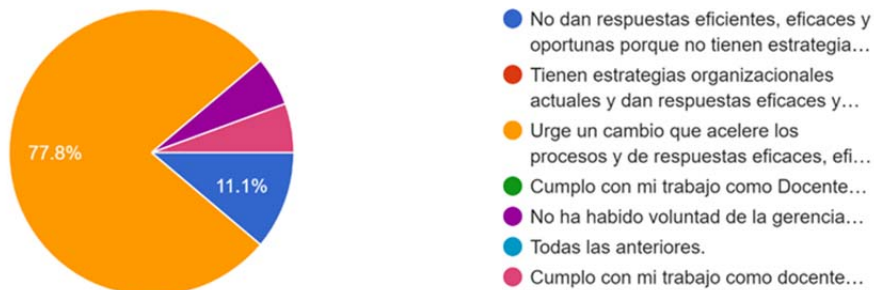 77.8%
11.1%
No dan respuestas eficientes, eficaces y
oportunas porque no tienen estrategia…
Tienen estrategias organizacionales
actuales y dan respuestas eficaces y…
Urge un cambio que acelere los
procesos y de respuestas eficaces, efi…
Cumplo con mi trabajo como Docente…
No ha habido voluntad de la gerencia…
Todas las anteriores.
Cumplo con mi trabajo como docente…